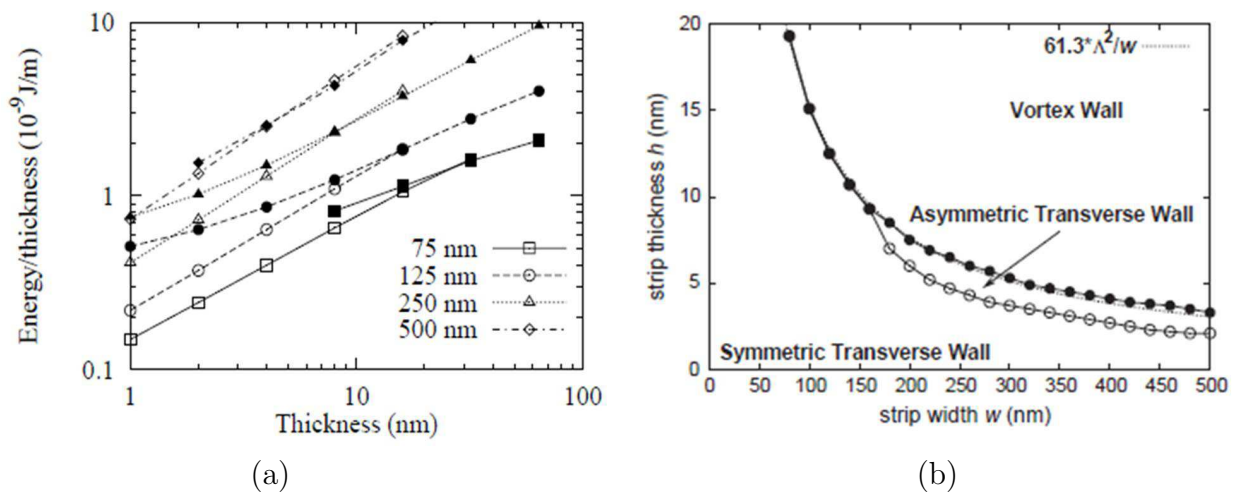 10
1
0.1
Energy/thickness (10⁻⁹J/m)
75 nm
125 nm
250 nm
500 nm
1
10
100
Thickness (nm)
(a)
20
15
10
5
0
strip thickness h (nm)
61.3*Λ²/w
Vortex Wall
Asymmetric Transverse Wall
Symmetric Transverse Wall
0 50 100 150 200 250 300 350 400 450 500
strip width w (nm)
(b)